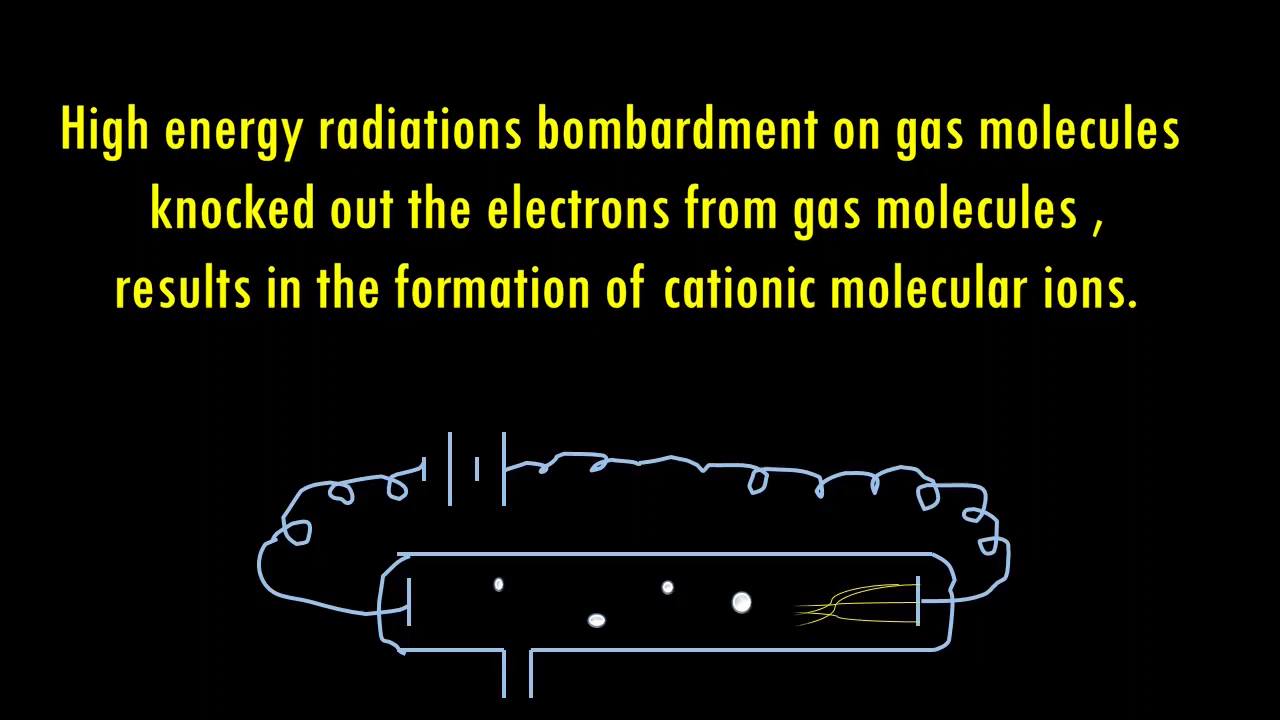 High energy radiations bombardment on gas molecules
knocked out the electrons from gas molecules ,
results in the formation of cationic molecular ions.